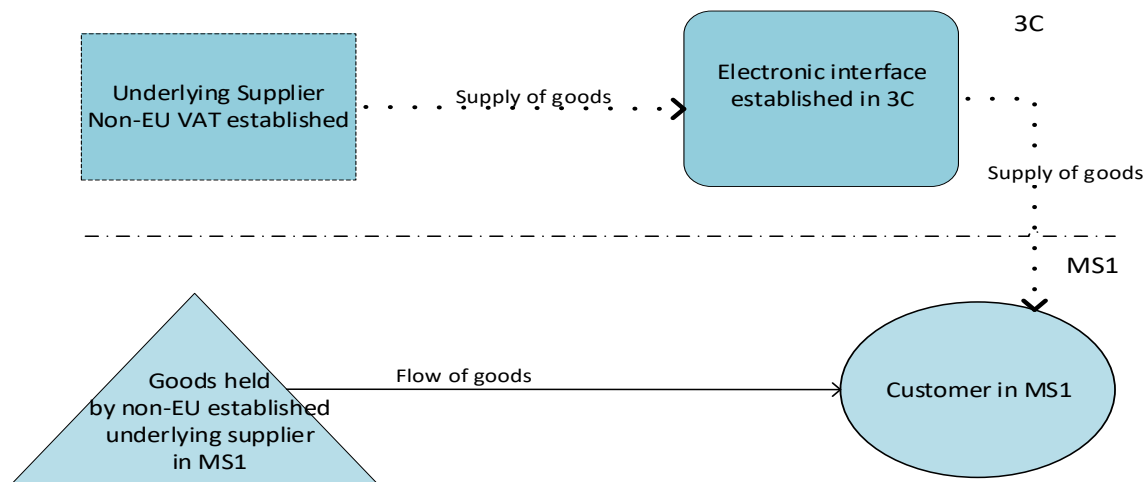 3C
Underlying Supplier
Non-EU VAT established
Supply of goods
Electronic interface
established in 3C
Supply of goods
MS1
Goods held
by non-EU established
underlying supplier
in MS1
Flow of goods
Customer in MS1